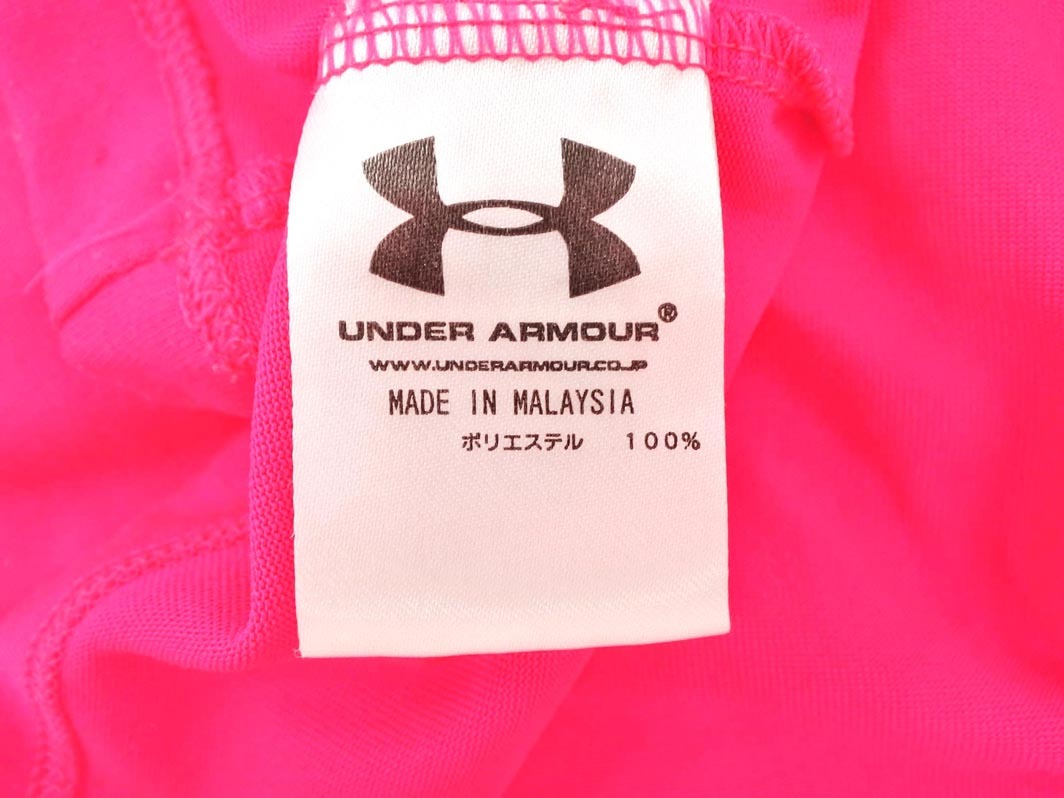 UNDER ARMOUR®
WWW.UNDERARMOUR.CO.JP
MADE IN MALAYSIA
ポリエステル 100%